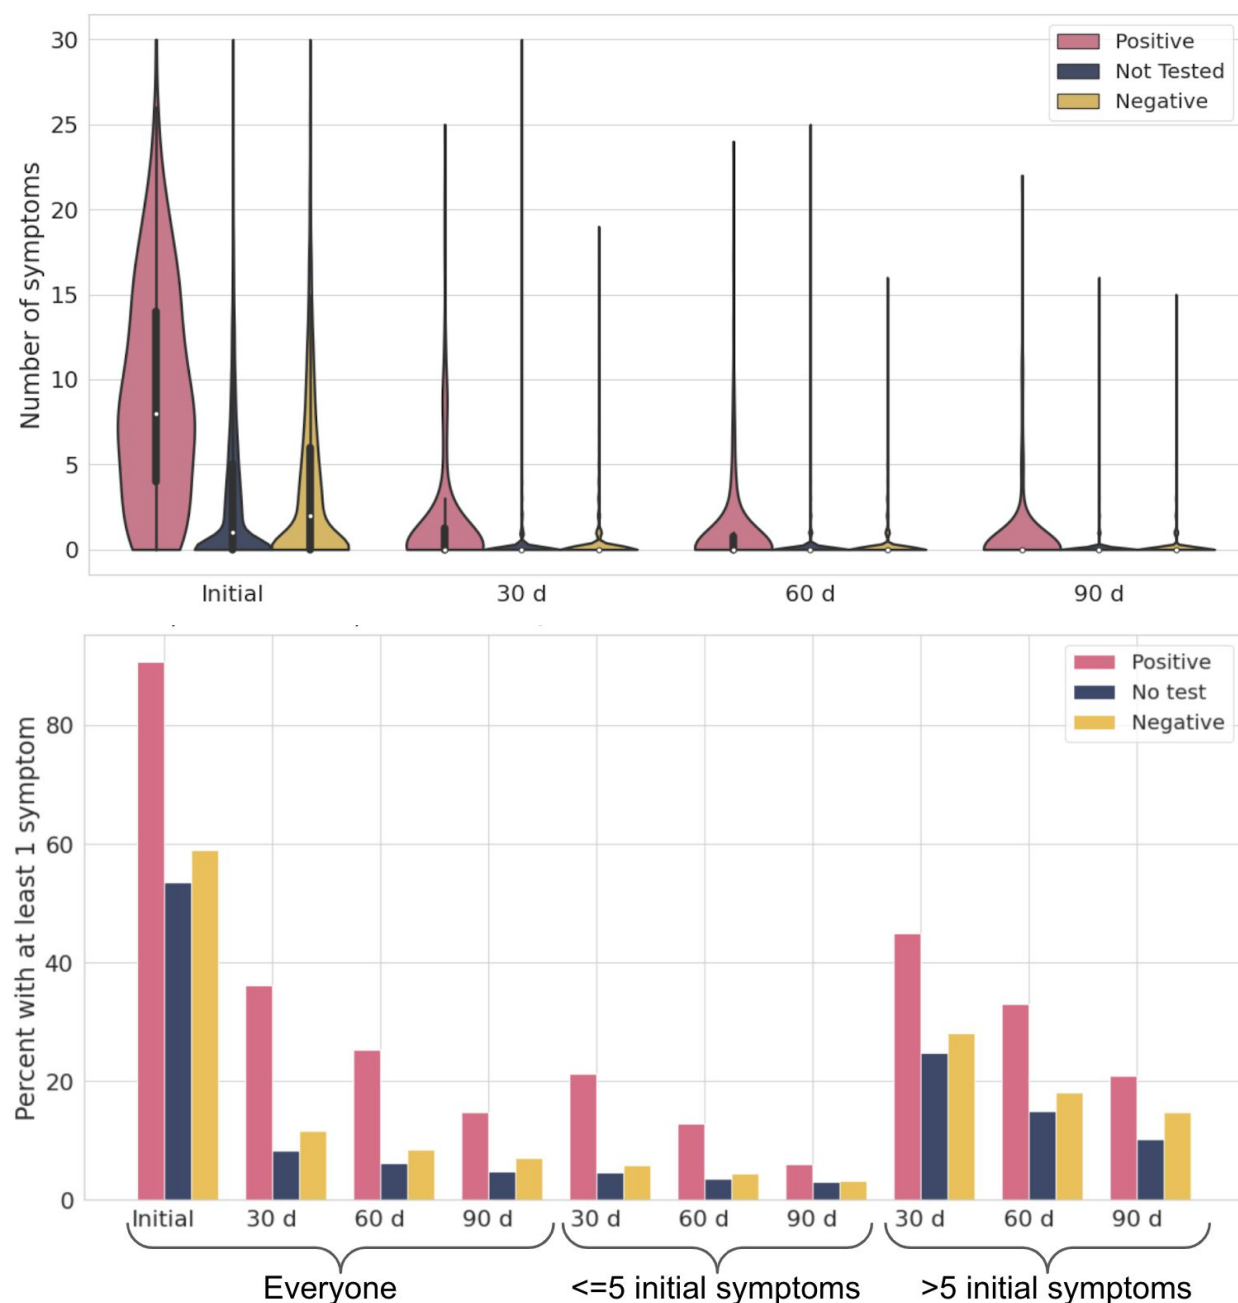 30
25
20
15
10
5
0
Number of symptoms
Positive
Not Tested
Negative
Initial 30 d 60 d 90 d
80
60
40
20
0
Percent with at least 1 symptom
Positive
No test
Negative
Initial 30 d 60 d 90 d 30 d 60 d 90 d 30 d 60 d 90 d
Everyone <=5 initial symptoms >5 initial symptoms